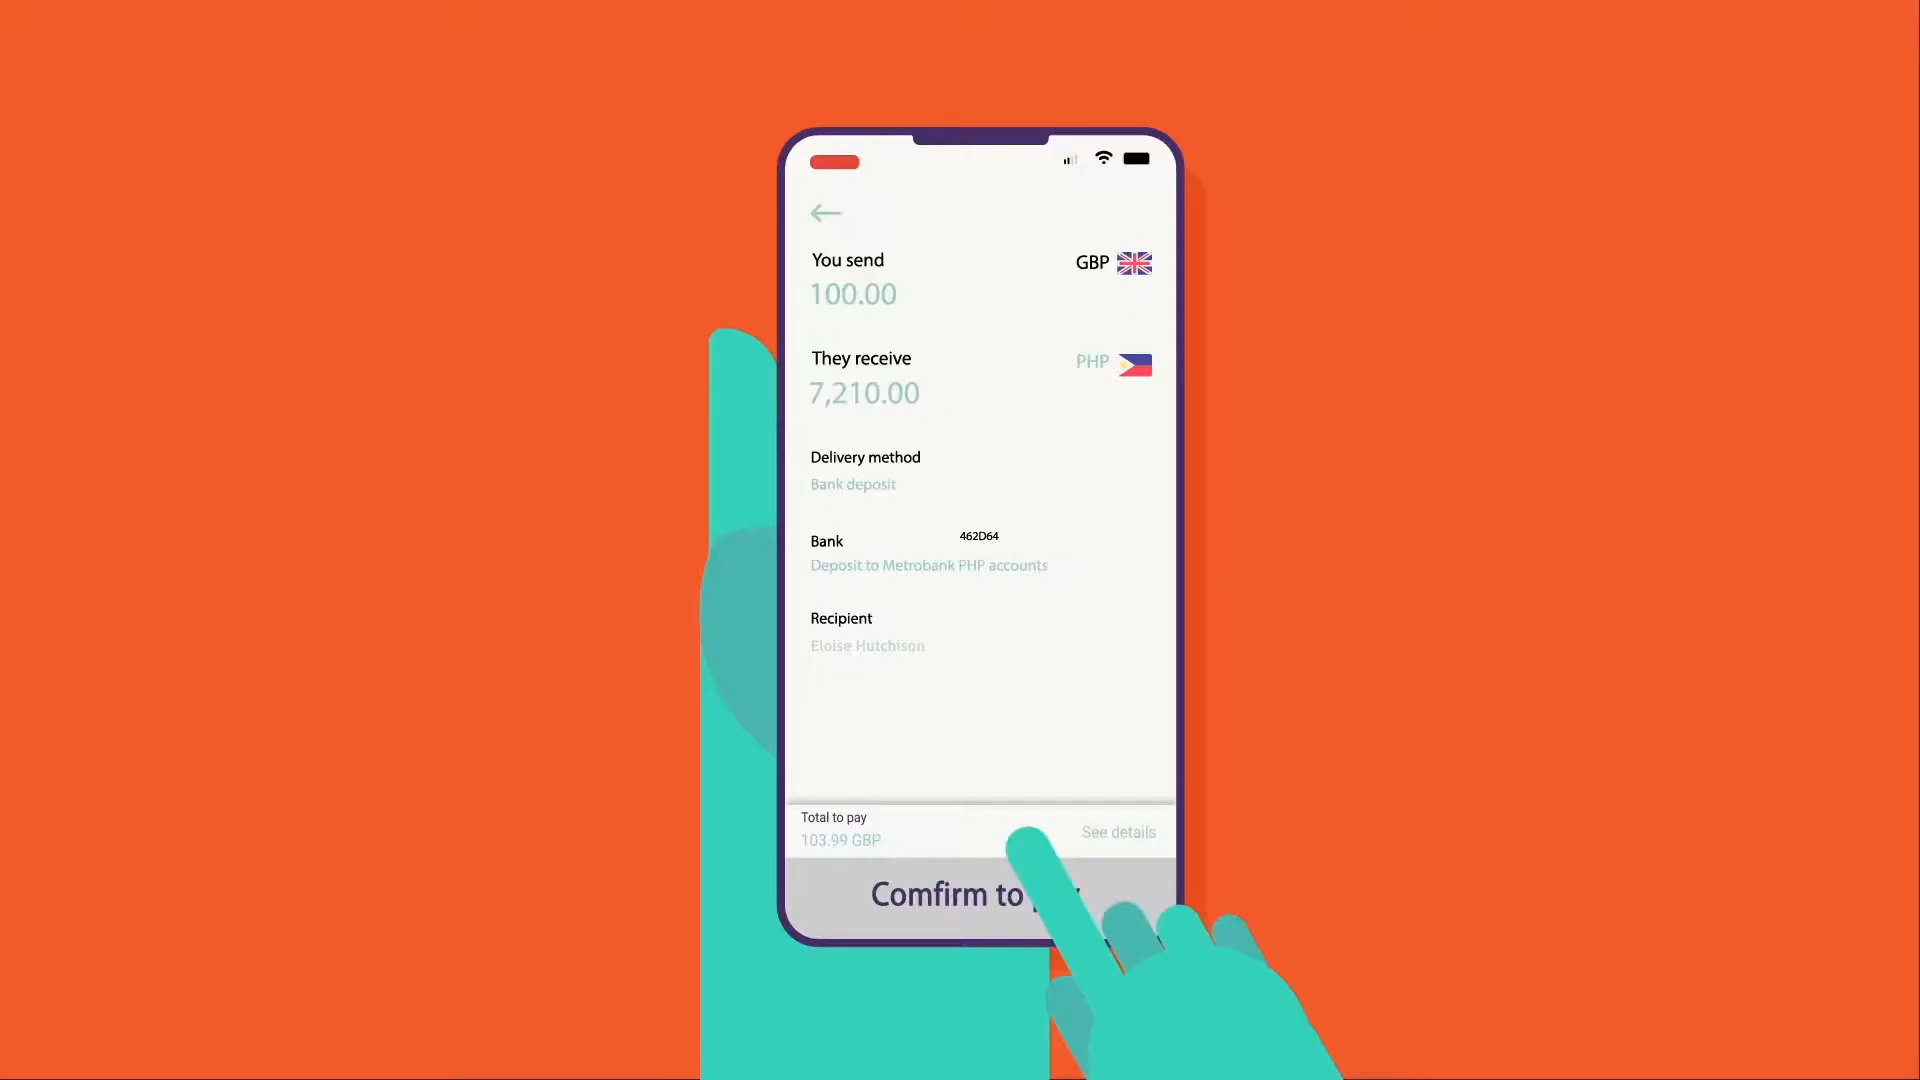 You send
GBP
100.00
They receive
PHP
7,210.00
Delivery method
Bank deposit
Bank
462D64
Deposit to Metrobank PHP accounts
Recipient
Eloise Hutchison
Total to pay
103.99 GBP
See details
Comfirm to